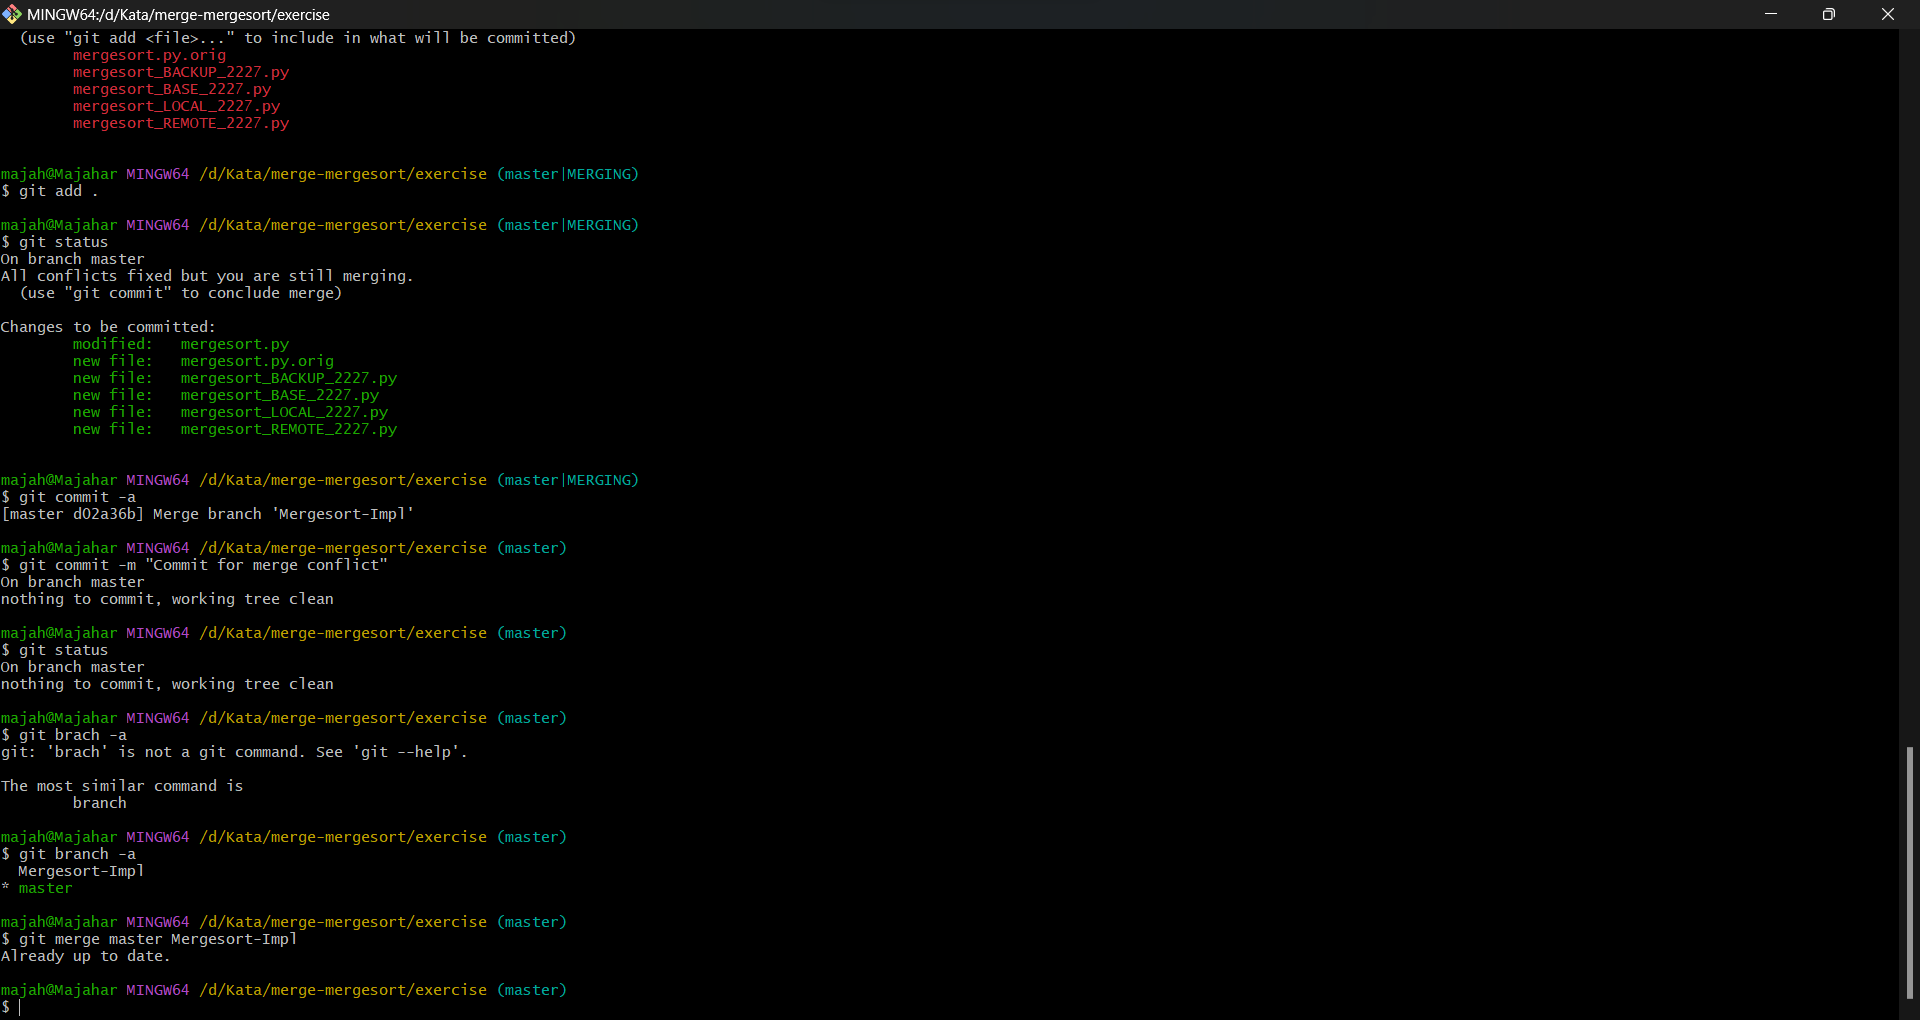 MINGW64:/d/Kata/merge-mergesort/exercise
(use "git add <file>..." to include in what will be committed)
mergesort.py.orig
mergesort_BACKUP_2227.py
mergesort_BASE_2227.py
mergesort_LOCAL_2227.py
mergesort_REMOTE_2227.py
majah@Majahar MINGW64 /d/Kata/merge-mergesort/exercise (master|MERGING)
$ git add .
majah@Majahar MINGW64 /d/Kata/merge-mergesort/exercise (master|MERGING)
$ git status
On branch master
All conflicts fixed but you are still merging.
(use "git commit" to conclude merge)
Changes to be committed:
modified:   mergesort.py
new file:   mergesort.py.orig
new file:   mergesort_BACKUP_2227.py
new file:   mergesort_BASE_2227.py
new file:   mergesort_LOCAL_2227.py
new file:   mergesort_REMOTE_2227.py
majah@Majahar MINGW64 /d/Kata/merge-mergesort/exercise (master|MERGING)
$ git commit -a
[master d02a36b] Merge branch 'Mergesort-Impl'
majah@Majahar MINGW64 /d/Kata/merge-mergesort/exercise (master)
$ git commit -m "Commit for merge conflict"
On branch master
nothing to commit, working tree clean
majah@Majahar MINGW64 /d/Kata/merge-mergesort/exercise (master)
$ git status
On branch master
nothing to commit, working tree clean
majah@Majahar MINGW64 /d/Kata/merge-mergesort/exercise (master)
$ git brach -a
git: 'brach' is not a git command. See 'git --help'.
The most similar command is
branch
majah@Majahar MINGW64 /d/Kata/merge-mergesort/exercise (master)
$ git branch -a
Mergesort-Impl
* master
majah@Majahar MINGW64 /d/Kata/merge-mergesort/exercise (master)
$ git merge master Mergesort-Impl
Already up to date.
majah@Majahar MINGW64 /d/Kata/merge-mergesort/exercise (master)
$